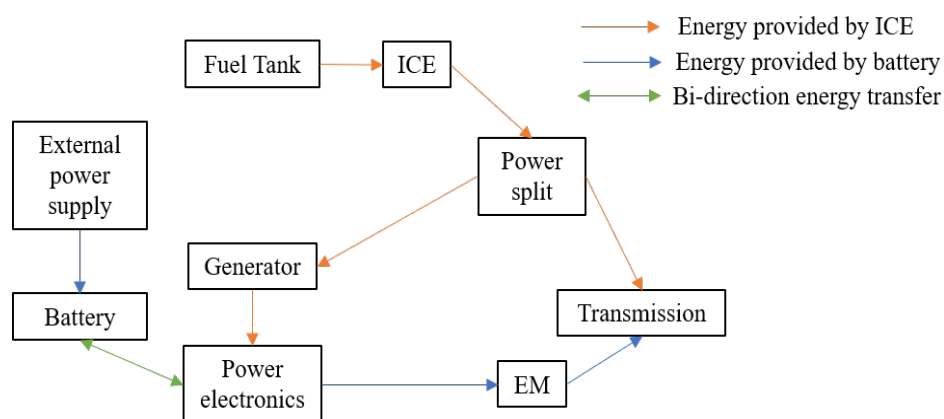 Energy provided by ICE
Energy provided by battery
Bi-direction energy transfer
Fuel Tank
ICE
External
power
supply
Power
split
Generator
Battery
Transmission
Power
electronics
EM